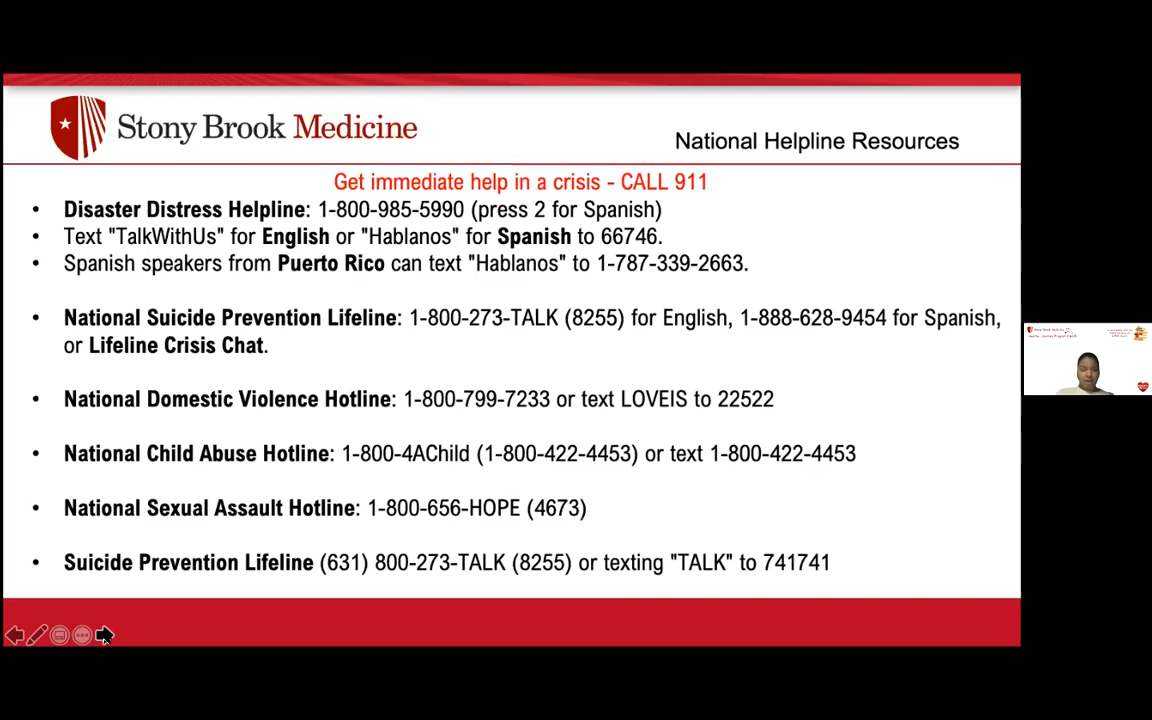 Stony Brook Medicine
National Helpline Resources
Get immediate help in a crisis - CALL 911
• Disaster Distress Helpline: 1-800-985-5990 (press 2 for Spanish)
• Text "TalkWithUs" for English or "Hablanos" for Spanish to 66746.
• Spanish speakers from Puerto Rico can text "Hablanos" to 1-787-339-2663.
• National Suicide Prevention Lifeline: 1-800-273-TALK (8255) for English, 1-888-628-9454 for Spanish,
or Lifeline Crisis Chat.
• National Domestic Violence Hotline: 1-800-799-7233 or text LOVEIS to 22522
• National Child Abuse Hotline: 1-800-4AChild (1-800-422-4453) or text 1-800-422-4453
• National Sexual Assault Hotline: 1-800-656-HOPE (4673)
• Suicide Prevention Lifeline (631) 800-273-TALK (8255) or texting "TALK" to 741741